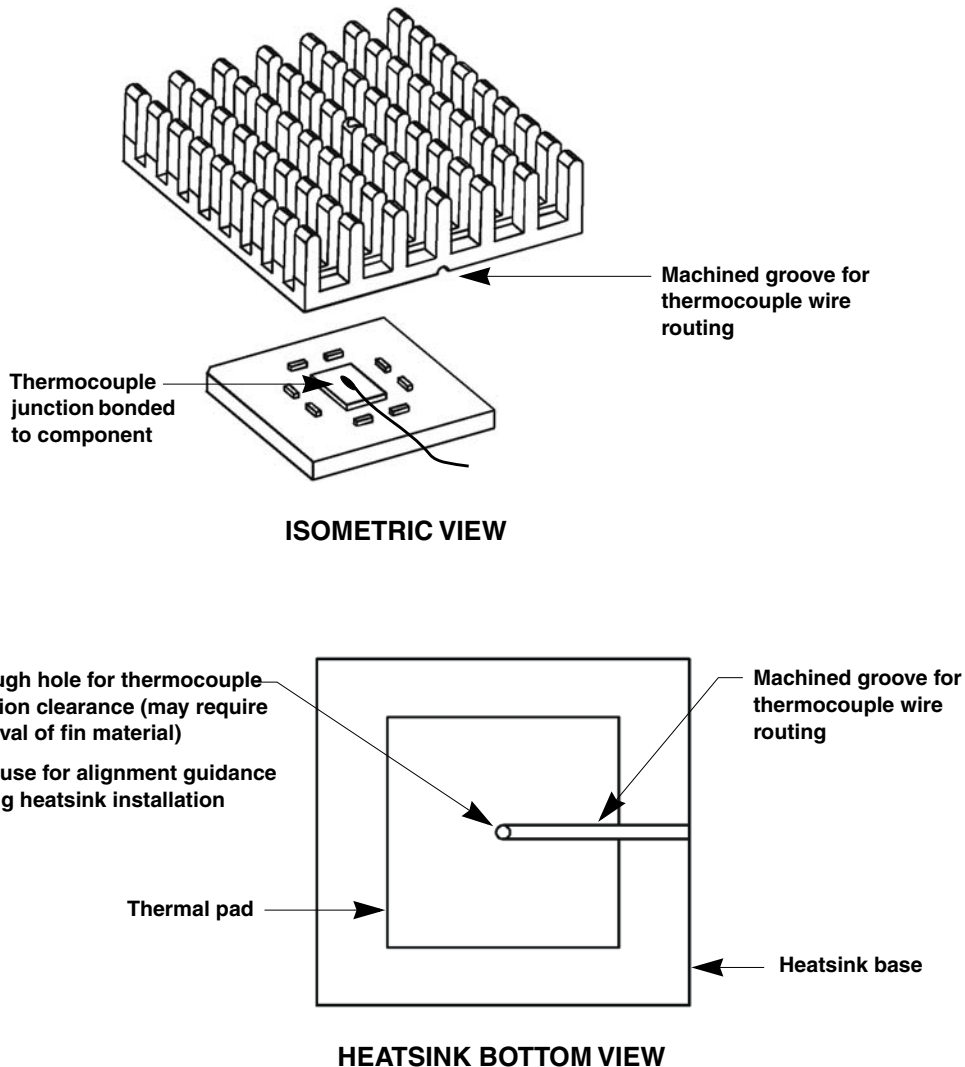 Machined groove for
thermocouple wire
routing
Thermocouple
junction bonded
to component
ISOMETRIC VIEW
ugh hole for thermocouple
ion clearance (may require
val of fin material)
use for alignment guidance
g heatsink installation
Machined groove for
thermocouple wire
routing
Thermal pad
Heatsink base
HEATSINK BOTTOM VIEW